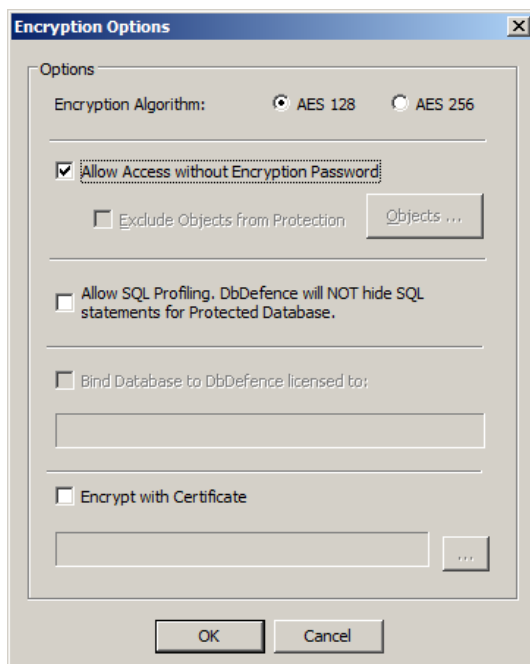 Encryption Options
Options
Encryption Algorithm: AES 128 AES 256
Allow Access without Encryption Password
Exclude Objects from Protection Objects ...
Allow SQL Profiling. DbDefence will NOT hide SQL
statements for Protected Database.
Bind Database to DbDefence licensed to:
Encrypt with Certificate
...
OK Cancel